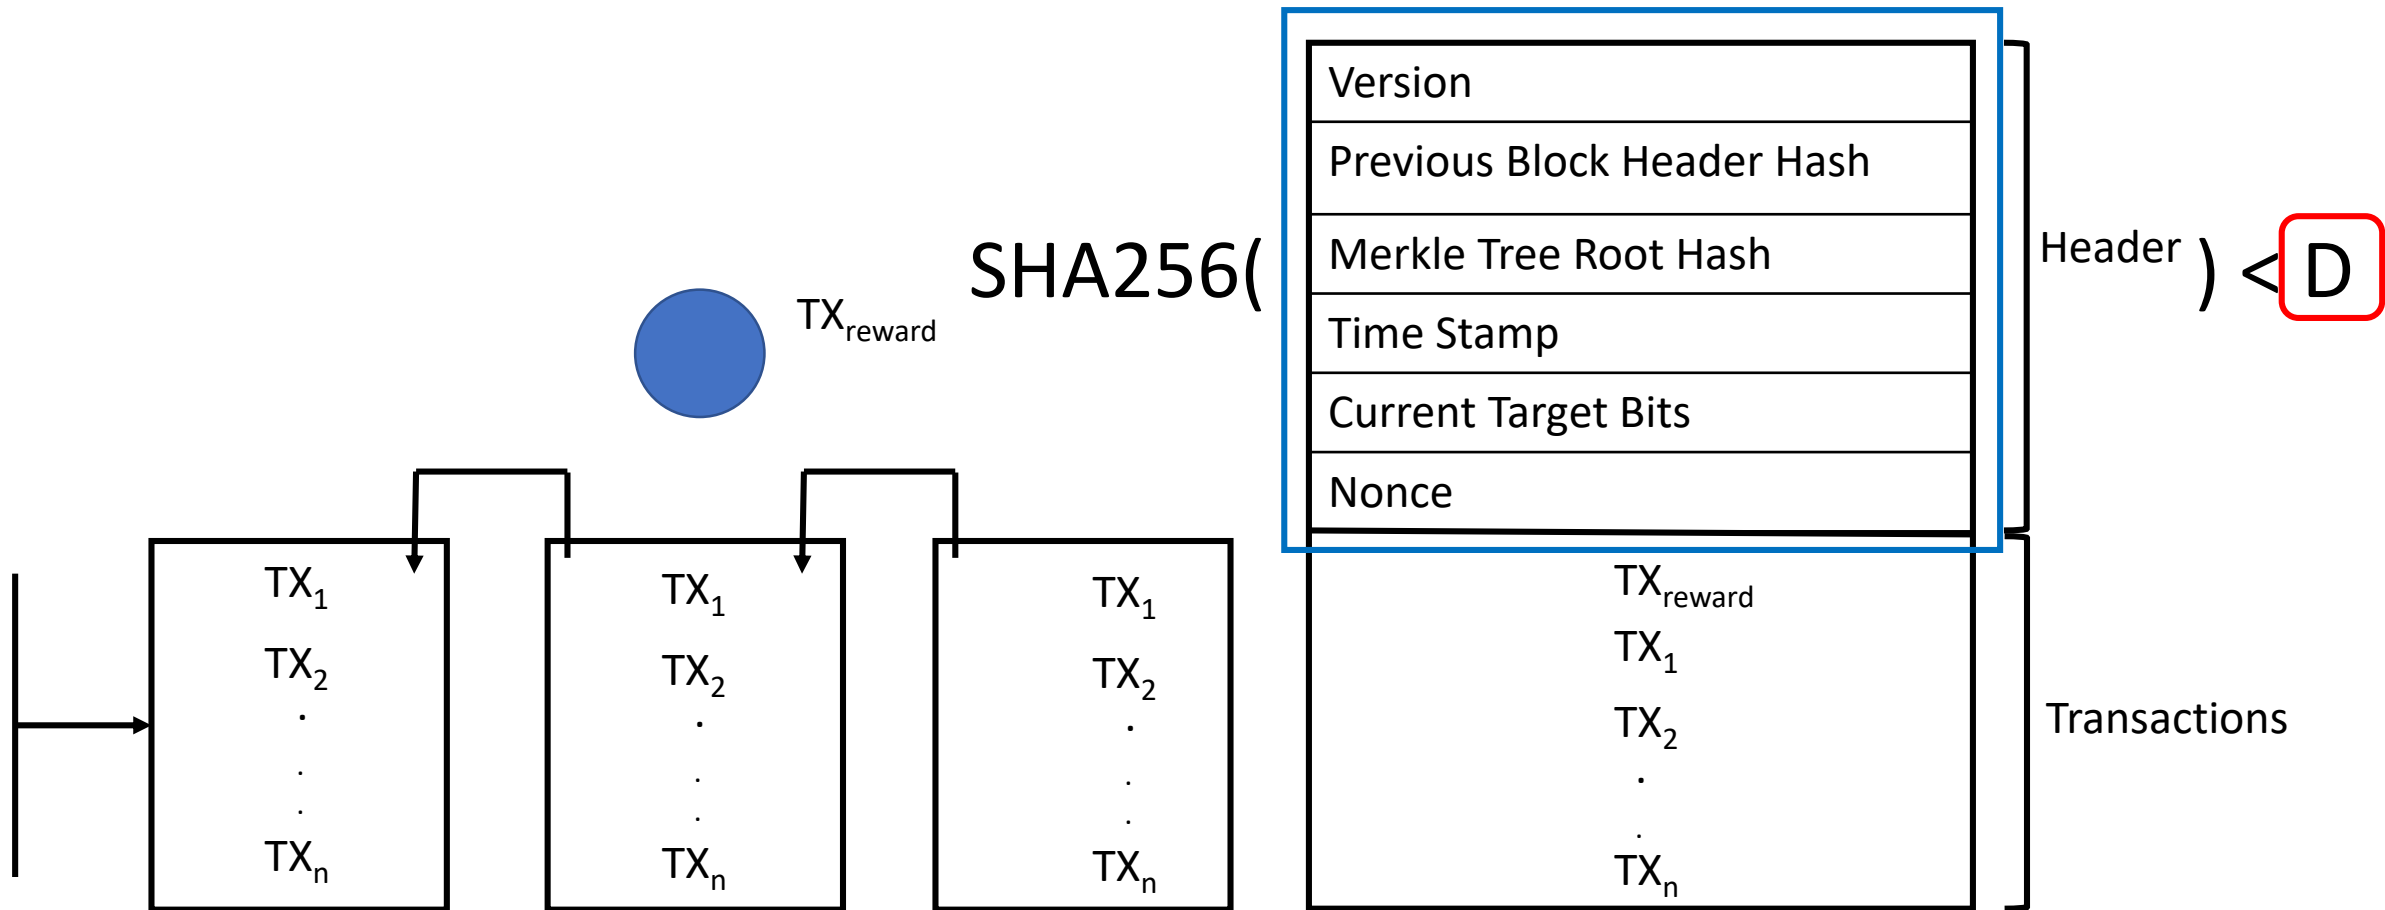 Version
Previous Block Header Hash
SHA256(
Merkle Tree Root Hash
Header
) <
D
TXreward
Time Stamp
Current Target Bits
Nonce
TX1
TX2
.
.
.
TXn
TX1
TX2
.
.
.
TXn
TX1
TX2
.
.
.
TXn
TXreward
TX1
TX2
.
.
TXn
Transactions